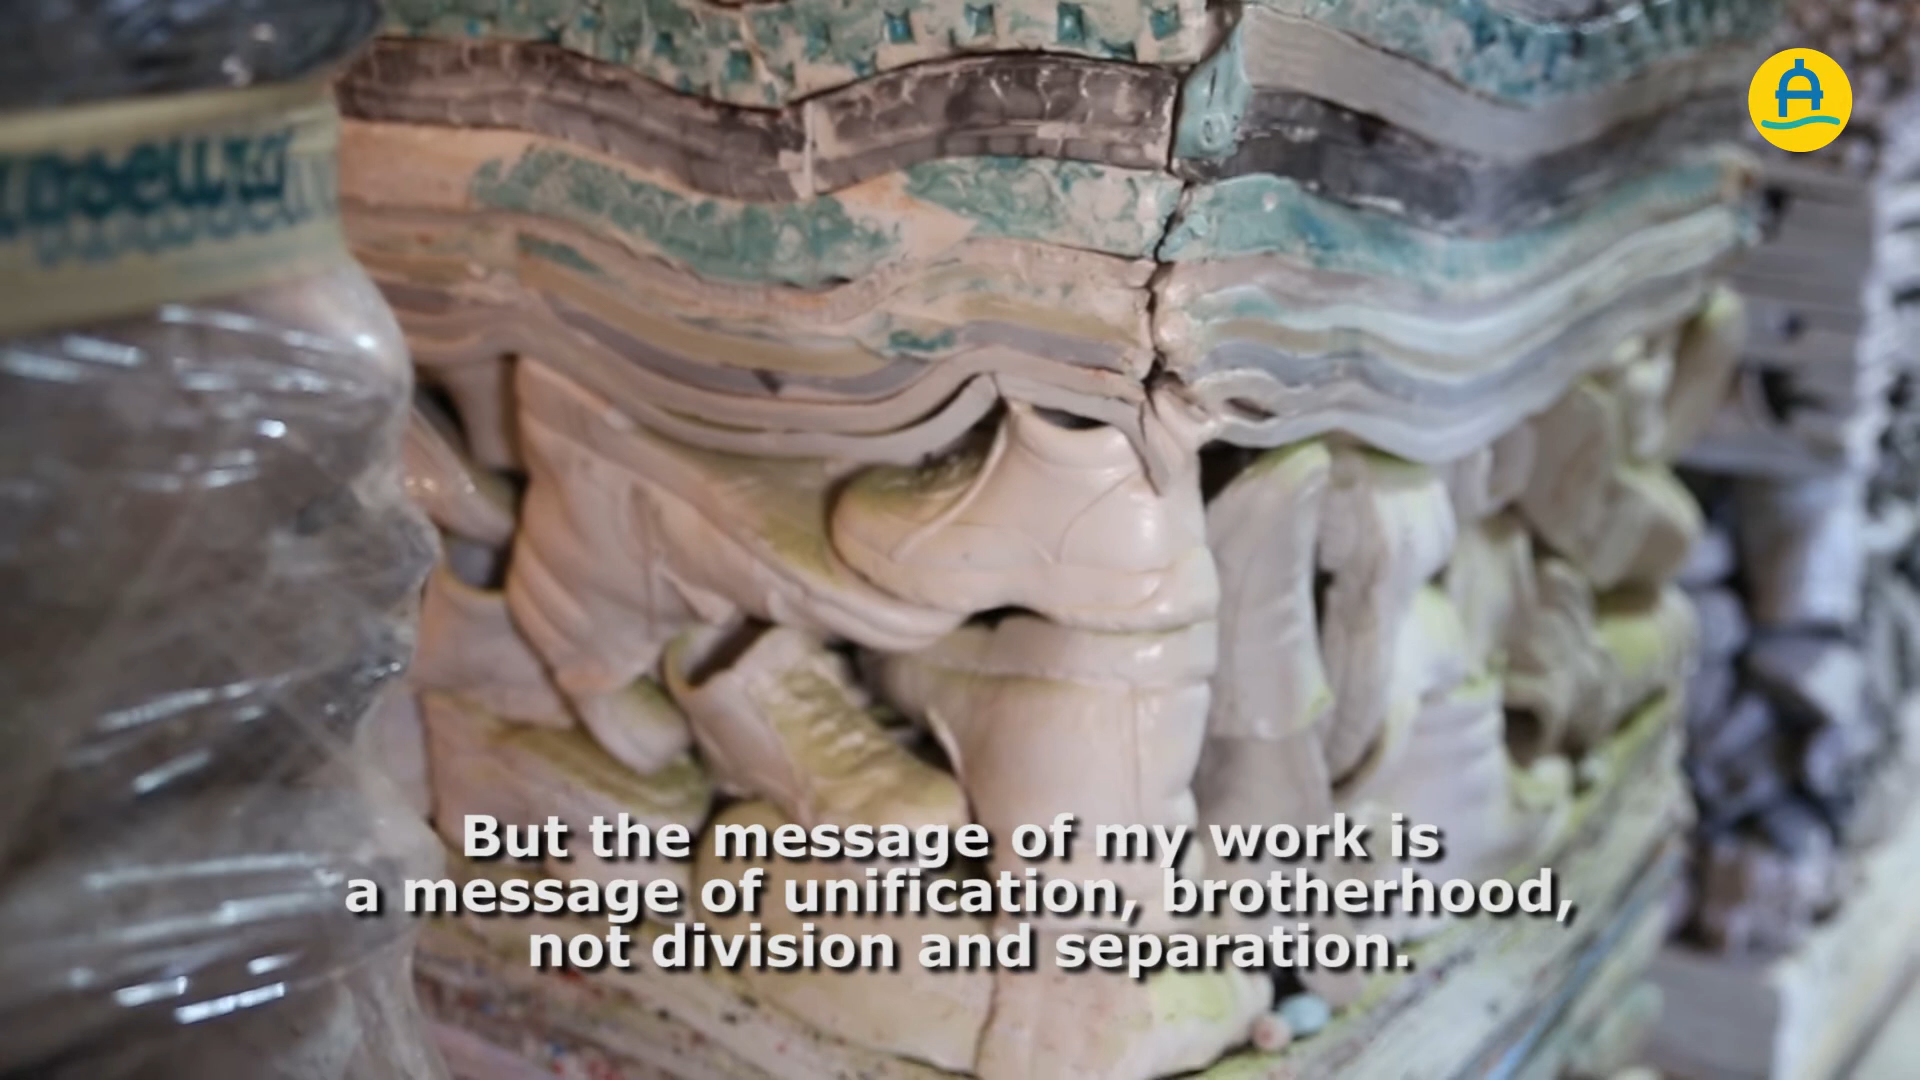 But the message of my work is
a message of unification, brotherhood,
not division and separation.